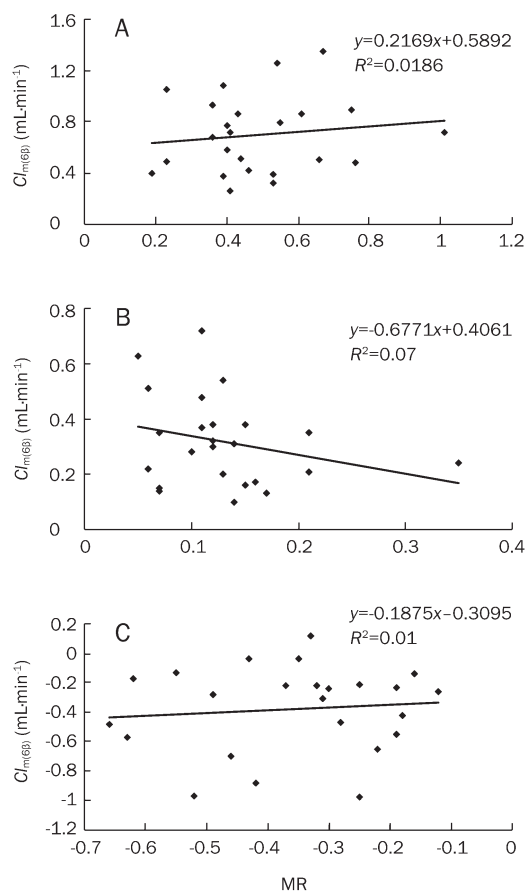 A
y=0.2169x+0.5892
R²=0.0186
Cl_m(6β) (mL·min⁻¹)
1.6
1.2
0.8
0.4
0
0 0.2 0.4 0.6 0.8 1 1.2
B
y=-0.6771x+0.4061
R²=0.07
Cl_m(6β) (mL·min⁻¹)
0.8
0.6
0.4
0.2
0
0 0.1 0.2 0.3 0.4
C
y=-0.1875x–0.3095
R²=0.01
Cl_m(6β) (mL·min⁻¹)
0.2
0
-0.2
-0.4
-0.6
-0.8
-1
-1.2
-0.7 -0.6 -0.5 -0.4 -0.3 -0.2 -0.1 0
MR